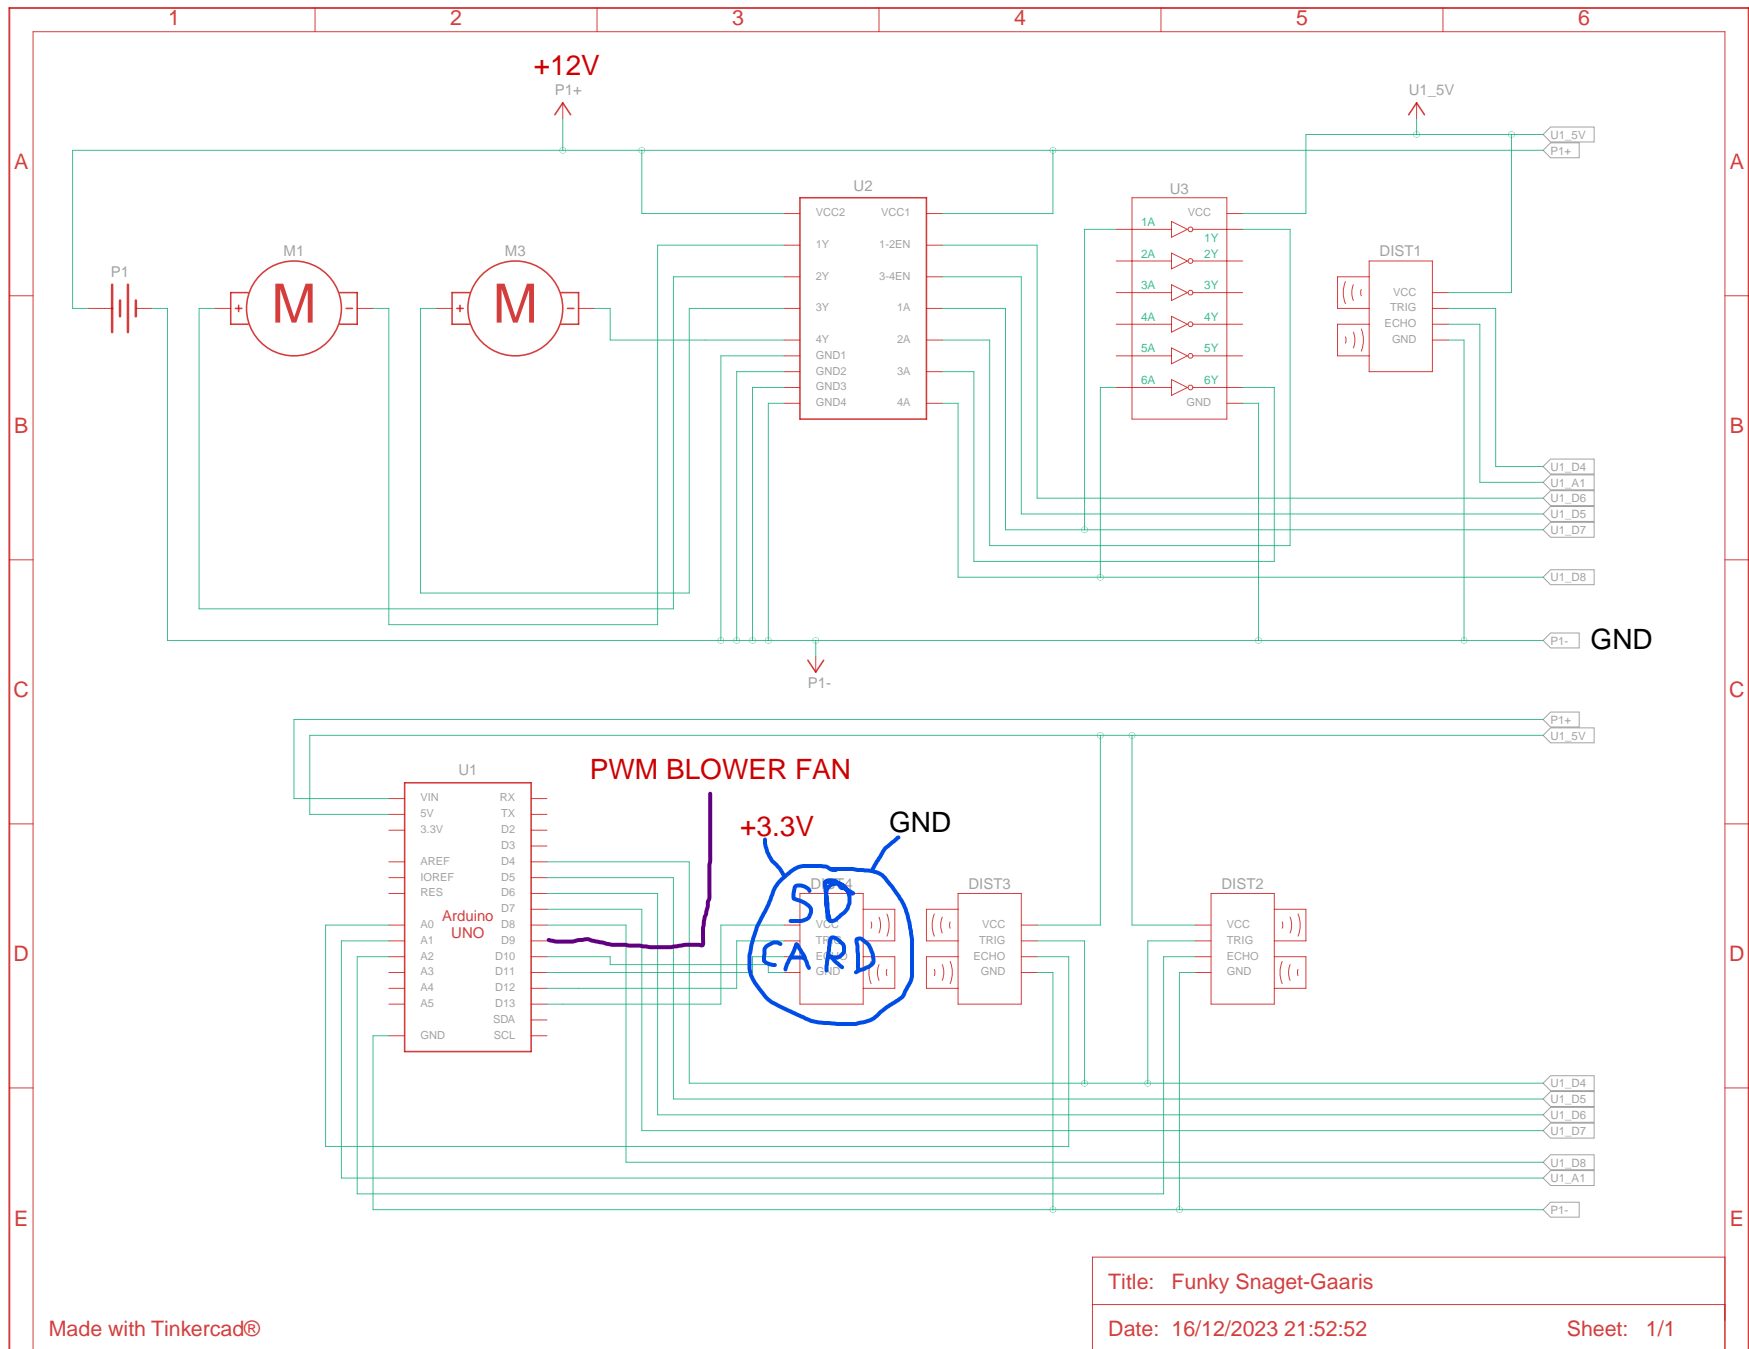 1 2 3 4 5 6
+12V
P1+
U1_5V
U1_5V
P1+
A A
U2
VCC2 VCC1
1Y 1-2EN
2Y 3-4EN
3Y 1A
4Y 2A
GND1
GND2 3A
GND3
GND4 4A
U3
VCC
1A 1Y
2A 2Y
3A 3Y
4A 4Y
5A 5Y
6A 6Y
GND
DIST1
VCC
TRIG
ECHO
GND
P1
M1
+ M -
M3
+ M -
B B
U1_D4
U1_A1
U1_D6
U1_D5
U1_D7
U1_D8
P1- GND
C C
P1-
P1+
U1_5V
U1
VIN RX
5V TX
3.3V D2
D3
AREF D4
IOREF D5
RES D6
D7
A0 D8
A1 D9
A2 D10
A3 D11
A4 D12
A5 D13
SDA
GND SCL
Arduino
UNO
PWM BLOWER FAN
+3.3V GND
DIST4
SD
CARD
VCC
TRIG
ECHO
GND
DIST3
VCC
TRIG
ECHO
GND
DIST2
VCC
TRIG
ECHO
GND
D D
U1_D4
U1_D5
U1_D6
U1_D7
U1_D8
U1_A1
P1-
E E
Title: Funky Snaget-Gaaris
Made with Tinkercad®
Date: 16/12/2023 21:52:52 Sheet: 1/1